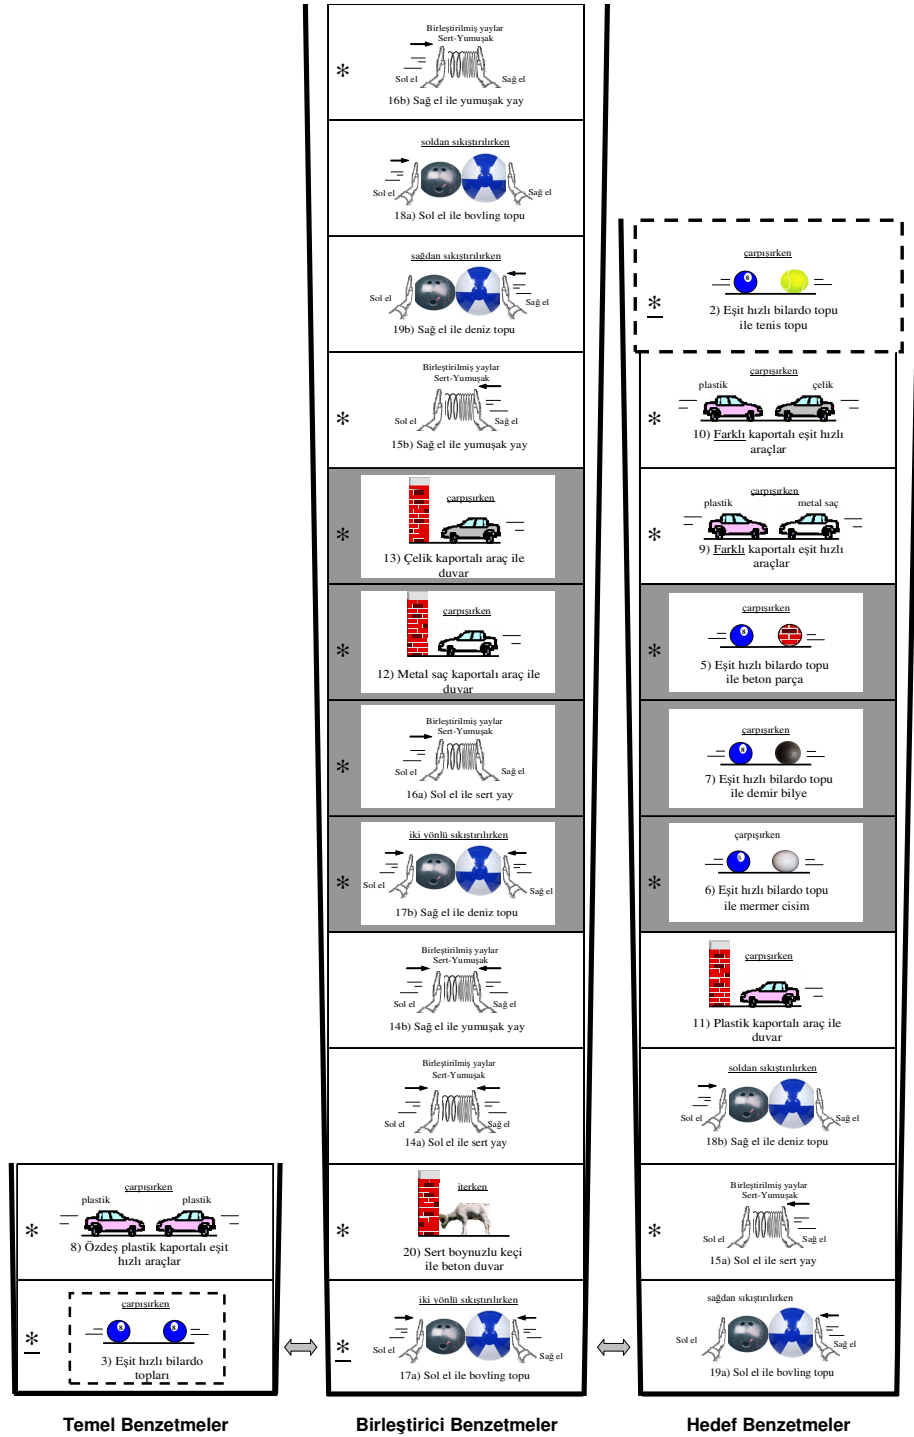 Birleştirilmiş yaylar
Sert-Yumuşak
Sol el
Sağ el
*
16b) Sağ el ile yumuşak yay
soldan sıkıştırılırken
Sol el
Sağ el
18a) Sol el ile bovling topu
sağdan sıkıştırılırken
Sol el
Sağ el
19b) Sağ el ile deniz topu
Birleştirilmiş yaylar
Sert-Yumuşak
*
Sol el
Sağ el
15b) Sağ el ile yumuşak yay
çarpışırken
*
13) Çelik kaportalı araç ile
duvar
çarpışırken
*
12) Metal saç kaportalı araç ile
duvar
Birleştirilmiş yaylar
Sert-Yumuşak
*
Sol el
Sağ el
16a) Sol el ile sert yay
iki yönlü sıkıştırılırken
*
Sol el
Sağ el
17b) Sağ el ile deniz topu
Birleştirilmiş yaylar
Sert-Yumuşak
Sol el
Sağ el
14b) Sağ el ile yumuşak yay
Birleştirilmiş yaylar
Sert-Yumuşak
Sol el
Sağ el
14a) Sol el ile sert yay
iterken
*
20) Sert boynuzlu keçi
ile beton duvar
iki yönlü sıkıştırılırken
*
Sol el
Sağ el
17a) Sol el ile bovling topu
çarpışırken
plastik
plastik
*
8) Özdeş plastik kaportalı eşit
hızlı araçlar
çarpışırken
8
8
*
3) Eşit hızlı bilardo
topları
çarpışırken
8
*
2) Eşit hızlı bilardo topu
ile tenis topu
çarpışırken
plastik
çelik
*
10) Farklı kaportalı eşit hızlı
araçlar
çarpışırken
plastik
metal saç
*
9) Farklı kaportalı eşit hızlı
araçlar
çarpışırken
8
*
5) Eşit hızlı bilardo topu
ile beton parça
çarpışırken
8
*
7) Eşit hızlı bilardo topu
ile demir bilye
çarpışırken
8
*
6) Eşit hızlı bilardo topu
ile mermer cisim
çarpışırken
11) Plastik kaportalı araç ile
duvar
soldan sıkıştırılırken
Sol el
Sağ el
18b) Sağ el ile deniz topu
Birleştirilmiş yaylar
Sert-Yumuşak
*
Sol el
Sağ el
15a) Sol el ile sert yay
sağdan sıkıştırılırken
Sol el
Sağ el
19a) Sol el ile bovling topu
Temel Benzetmeler
Birleştirici Benzetmeler
Hedef Benzetmeler